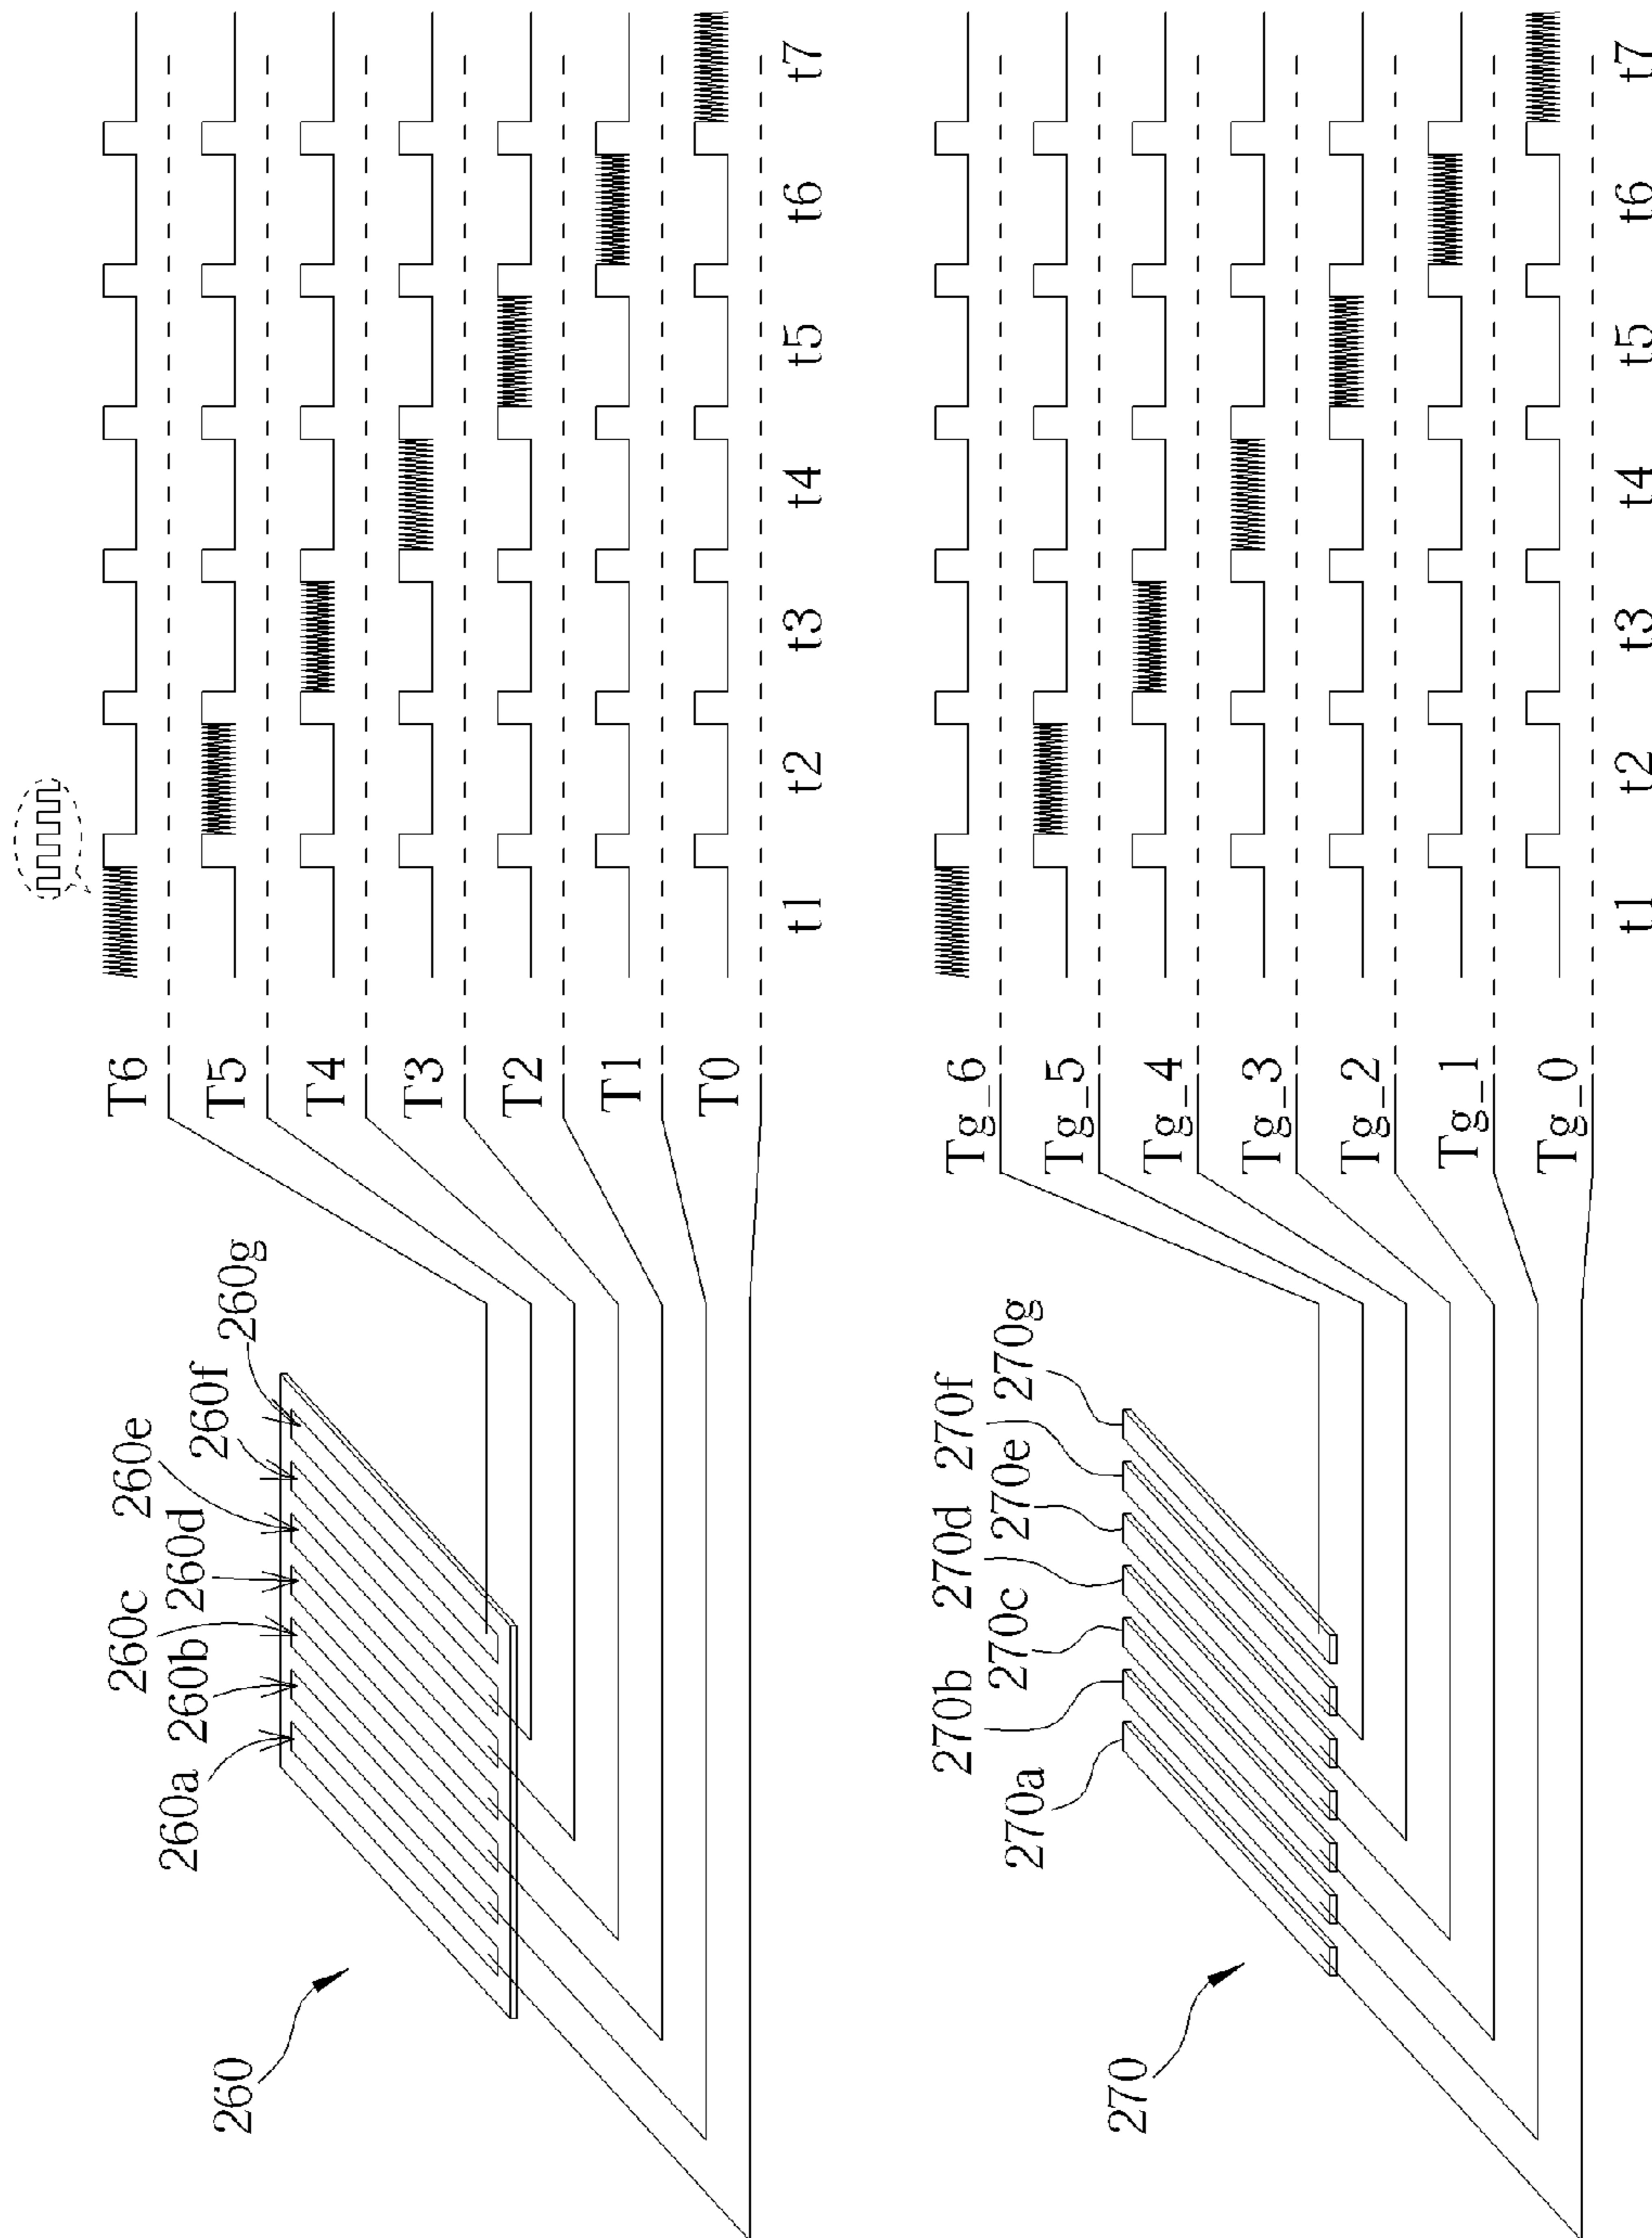 260
260a
260b
260c
260d
260e
260f
260g
T6
T5
T4
T3
T2
T1
T0
t1 t2 t3 t4 t5 t6 t7
270
270a
270b
270c
270d
270e
270f
270g
Tg_6
Tg_5
Tg_4
Tg_3
Tg_2
Tg_1
Tg_0
t1 t2 t3 t4 t5 t6 t7